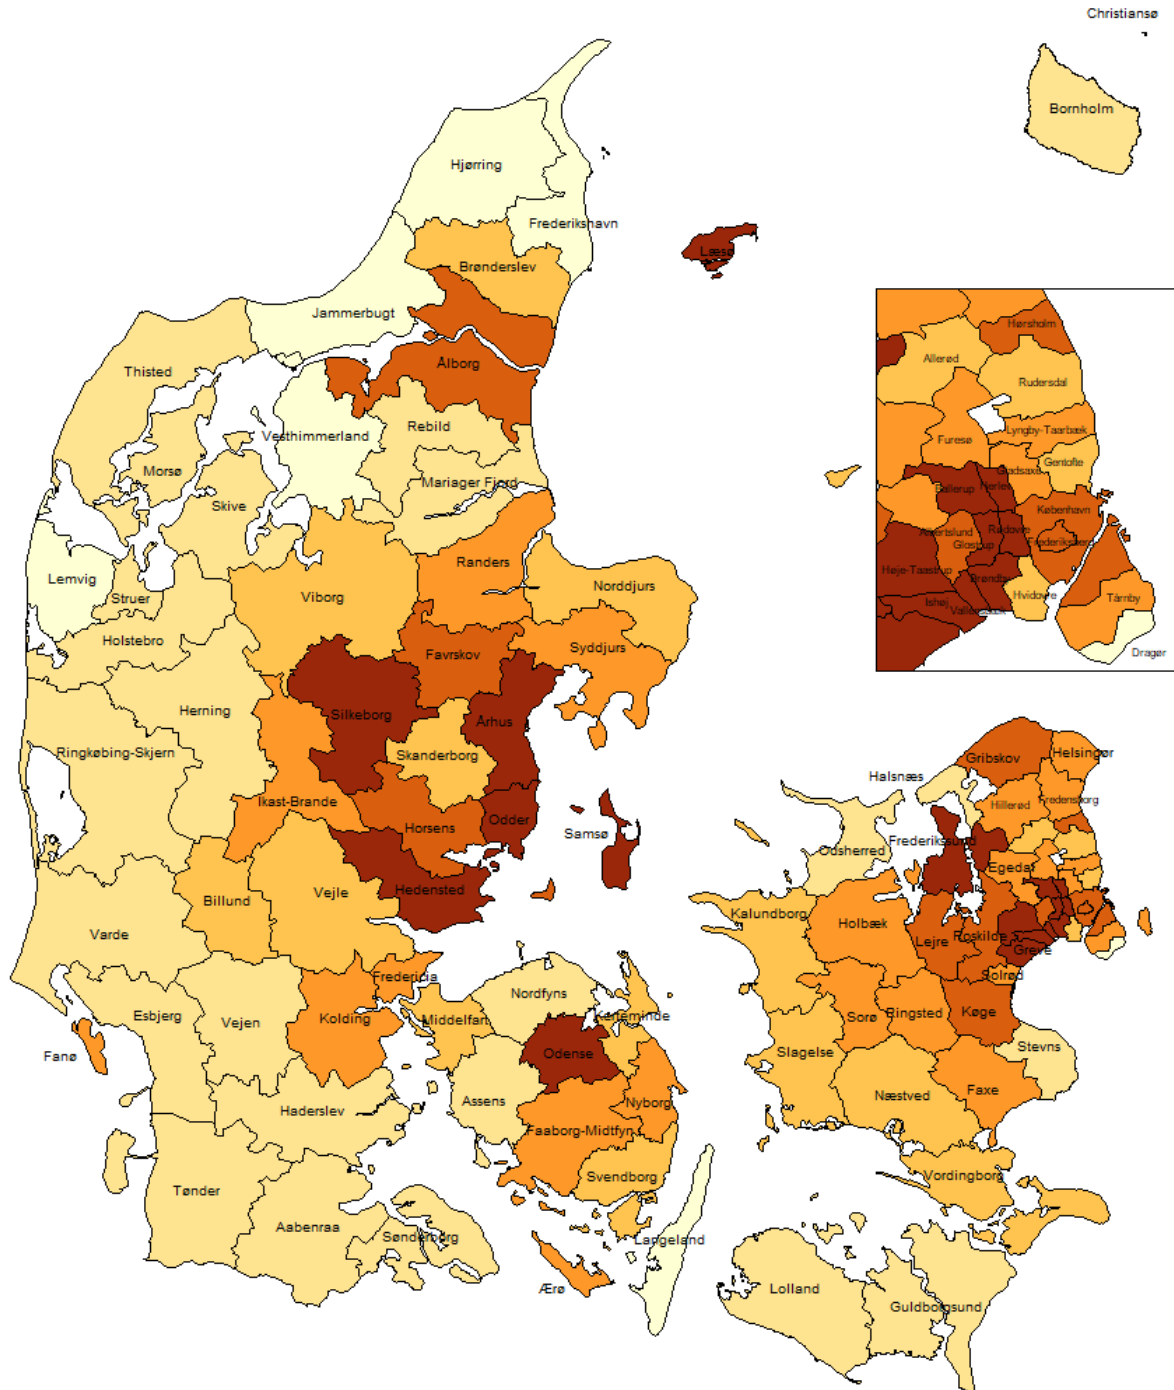 Christiansø
Bornholm
Hjørring
Frederikshavn
Læsø
Brønderslev
Jammerbugt
Ålborg
Thisted
Vesthimmerland
Rebild
Morsø
Mariager Fjord
Skive
Hørsholm
Allerød
Rudersdal
Lyngby-Taarbæk
Furesø
Gentofte
Gladsaxe
Ballerup
Herlev
København
Albertslund
Rødovre
Glostrup
Frederiksberg
Høje-Taastrup
Brøndby
Hvidovre
Ishøj
Vallensbæk
Tårnby
Dragør
Lemvig
Struer
Randers
Norddjurs
Viborg
Holstebro
Favrskov
Syddjurs
Herning
Silkeborg
Århus
Ringkøbing-Skjern
Skanderborg
Ikast-Brande
Horsens
Odder
Samsø
Hedensted
Billund
Vejle
Varde
Fredericia
Esbjerg
Vejen
Kolding
Fanø
Haderslev
Tønder
Aabenraa
Sønderborg
Nordfyns
Middelfart
Kerteminde
Odense
Assens
Nyborg
Faaborg-Midtfyn
Svendborg
Langeland
Ærø
Gribskov
Helsingør
Halsnæs
Hillerød
Fredensborg
Frederikssund
Odsherred
Egedal
Kalundborg
Holbæk
Lejre
Roskilde
Greve
Solrød
Sorø
Ringsted
Køge
Stevns
Slagelse
Næstved
Faxe
Vordingborg
Lolland
Guldborgsund